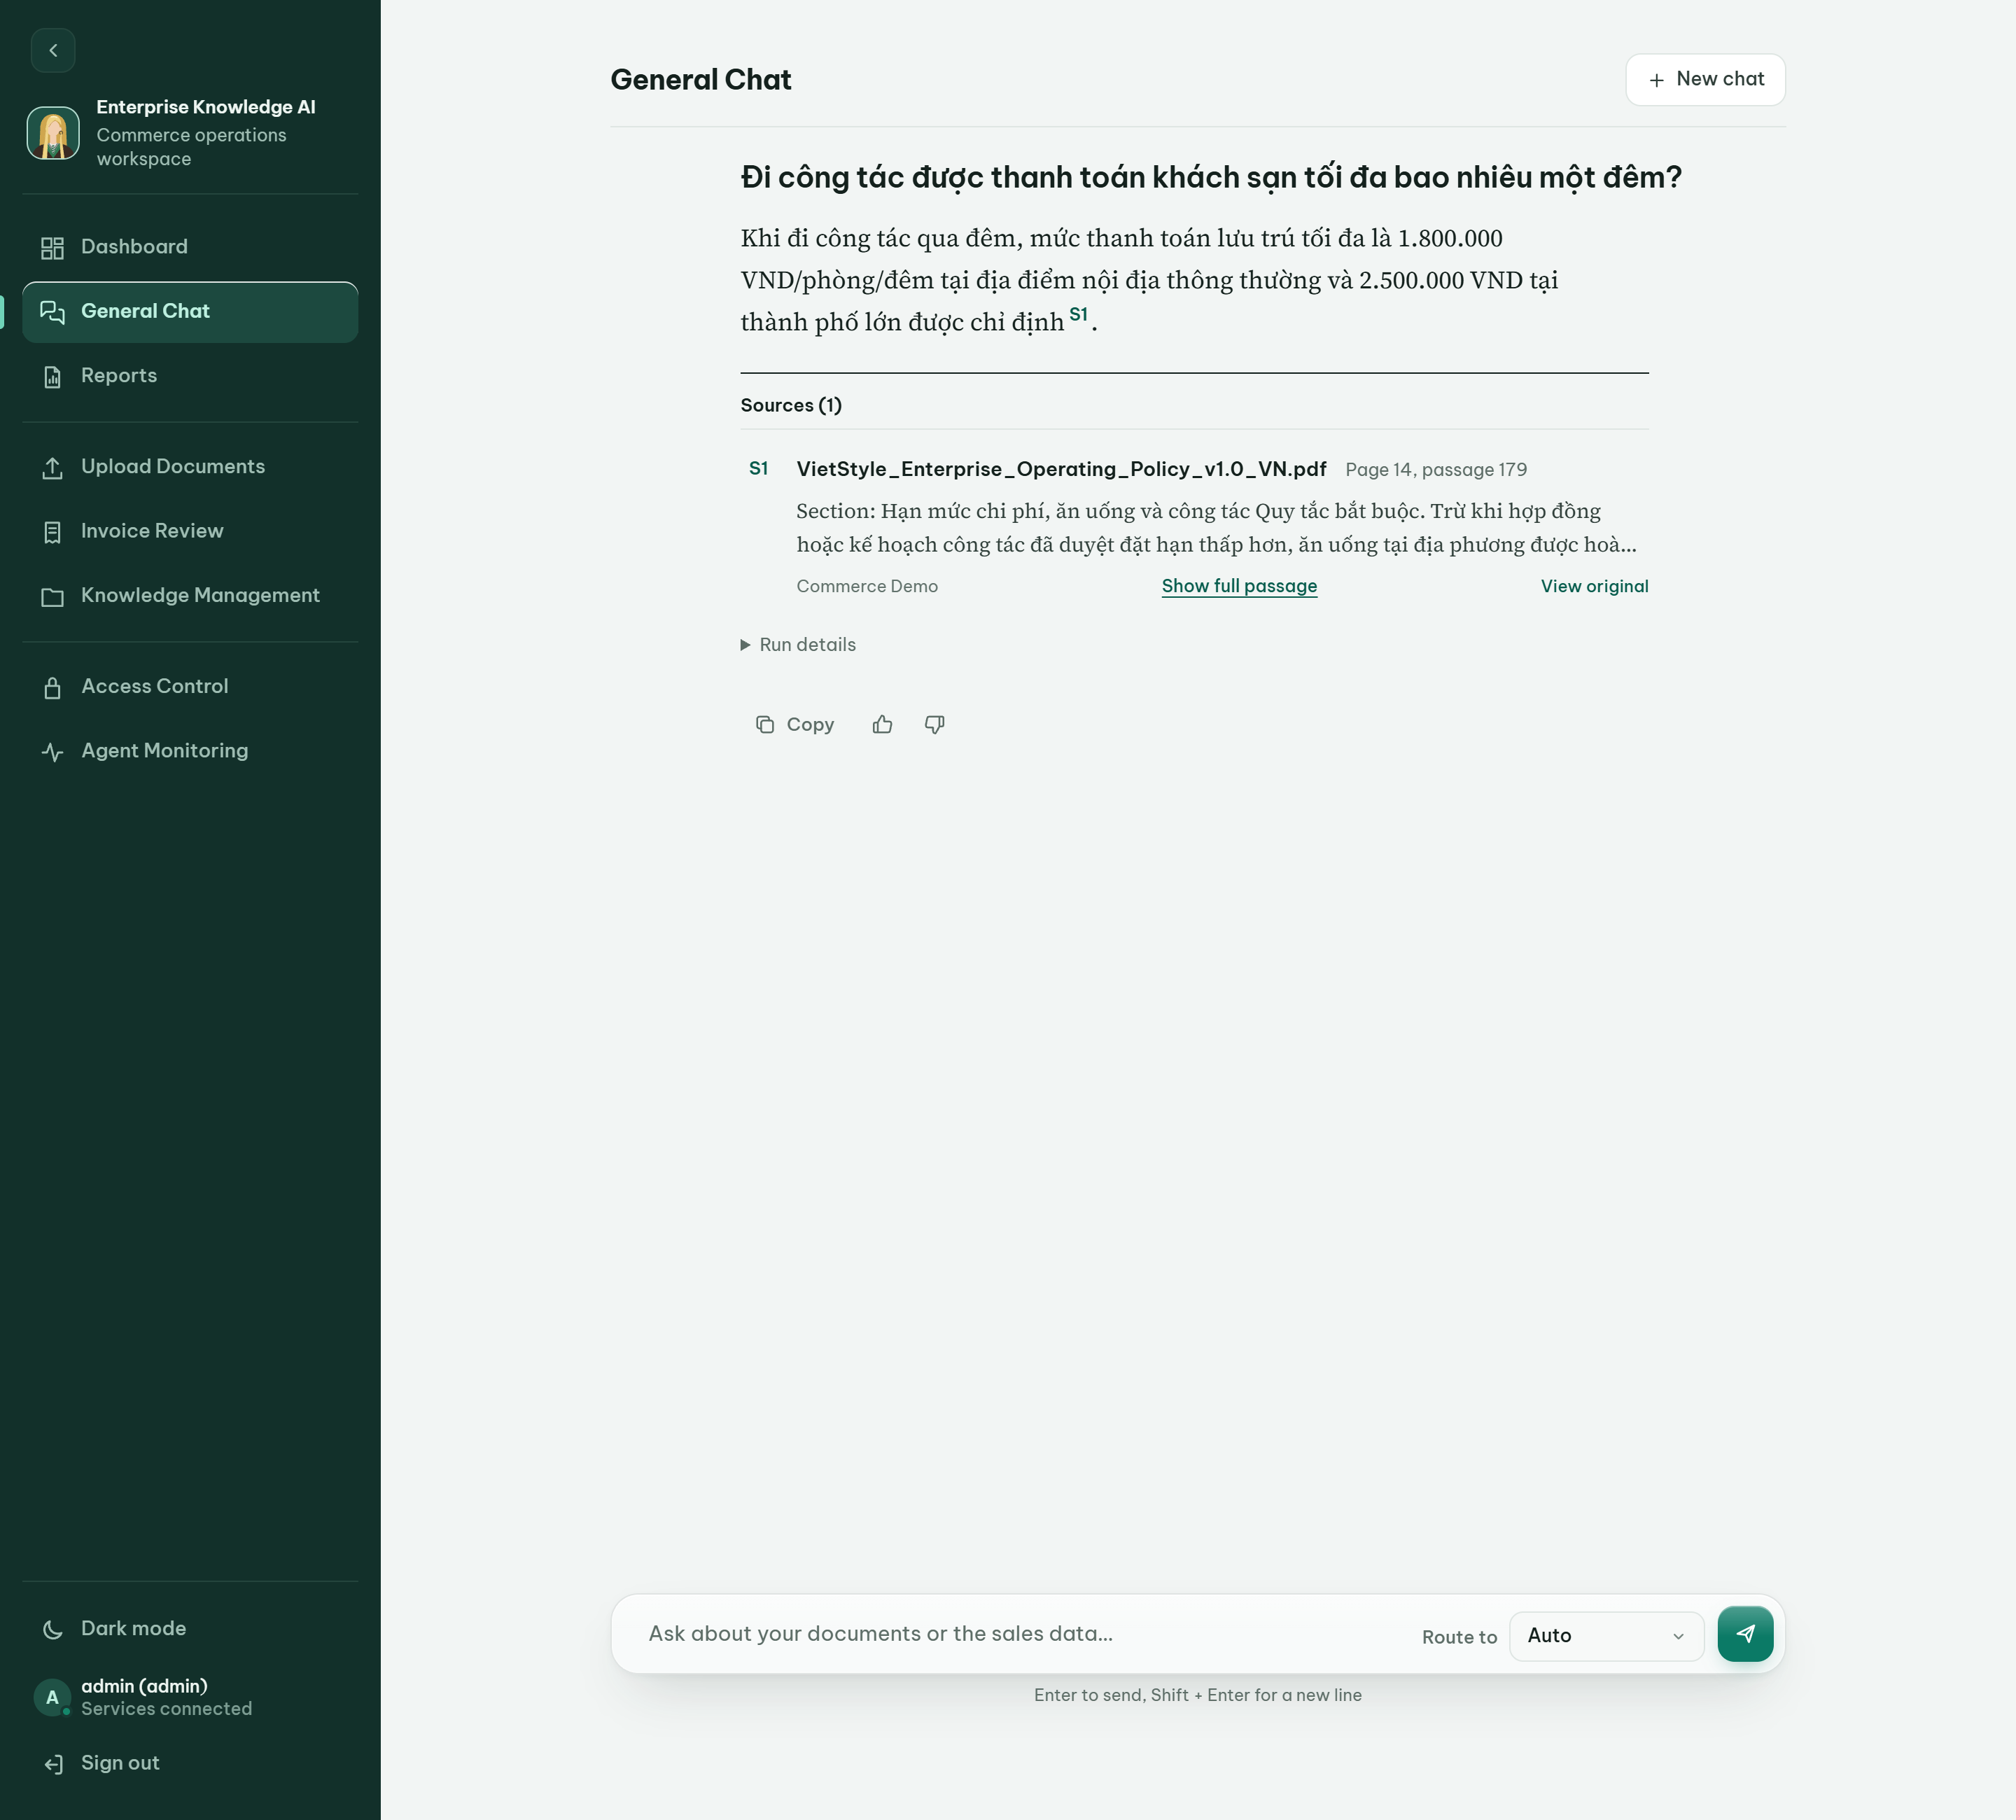 Enterprise Knowledge AI
Commerce operations
workspace
Dashboard
General Chat
Reports
Upload Documents
Invoice Review
Knowledge Management
Access Control
Agent Monitoring
Dark mode
A
admin (admin)
Services connected
Sign out
General Chat
New chat
Đi công tác được thanh toán khách sạn tối đa bao nhiêu một đêm?
Khi đi công tác qua đêm, mức thanh toán lưu trú tối đa là 1.800.000
VND/phòng/đêm tại địa điểm nội địa thông thường và 2.500.000 VND tại
thành phố lớn được chỉ định S1.
Sources (1)
S1 VietStyle_Enterprise_Operating_Policy_v1.0_VN.pdf Page 14, passage 179
Section: Hạn mức chi phí, ăn uống và công tác Quy tắc bắt buộc. Trừ khi hợp đồng
hoặc kế hoạch công tác đã duyệt đặt hạn thấp hơn, ăn uống tại địa phương được hoà...
Commerce Demo Show full passage View original
Run details
Copy
Ask about your documents or the sales data...
Route to Auto
Enter to send, Shift + Enter for a new line